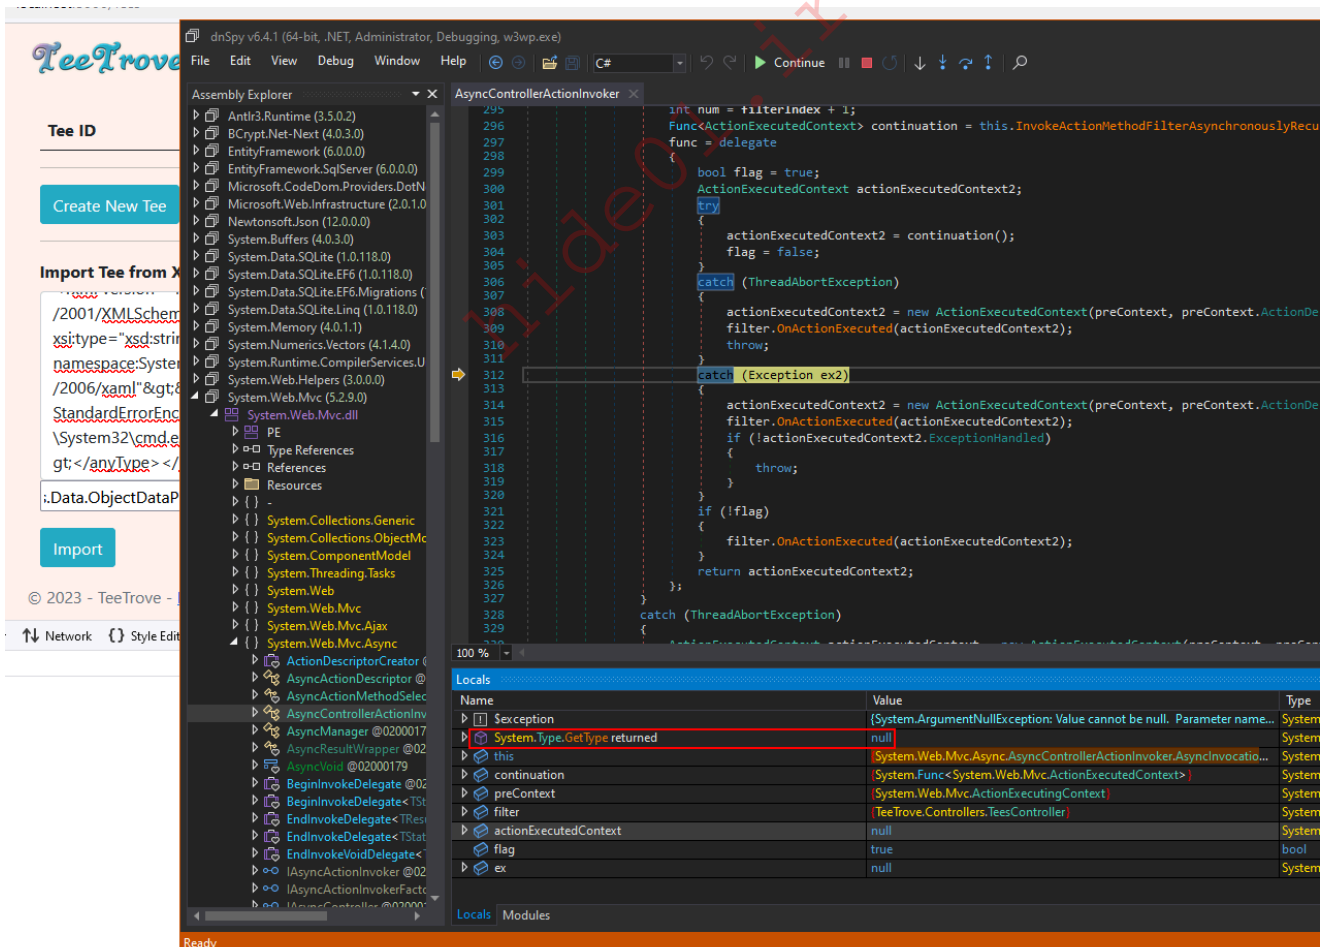 TeeTrove
Tee ID
Create New Tee
Import Tee from X
/2001/XMLSchem
xsi:type="xsd:strin
namespace:System
/2006/xaml"&gt;&
StandardErrorEnc
\System32\cmd.e
gt;</anyType></
:.Data.ObjectDataP
Import
© 2023 - TeeTrove -
Network {} Style Edit
dnSpy v6.4.1 (64-bit, .NET, Administrator, Debugging, w3wp.exe)
File Edit View Debug Window Help C# Continue
Assembly Explorer
Antlr3.Runtime (3.5.0.2)
BCrypt.Net-Next (4.0.3.0)
EntityFramework (6.0.0.0)
EntityFramework.SqlServer (6.0.0.0)
Microsoft.CodeDom.Providers.DotN
Microsoft.Web.Infrastructure (2.0.1.0
Newtonsoft.Json (12.0.0.0)
System.Buffers (4.0.3.0)
System.Data.SQLite (1.0.118.0)
System.Data.SQLite.EF6 (1.0.118.0)
System.Data.SQLite.EF6.Migrations (
System.Data.SQLite.Linq (1.0.118.0)
System.Memory (4.0.1.1)
System.Numerics.Vectors (4.1.4.0)
System.Runtime.CompilerServices.U
System.Web.Helpers (3.0.0.0)
System.Web.Mvc (5.2.9.0)
System.Web.Mvc.dll
PE
Type References
References
Resources
{ } -
{ } System.Collections.Generic
{ } System.Collections.ObjectMo
{ } System.ComponentModel
{ } System.Threading.Tasks
{ } System.Web
{ } System.Web.Mvc
{ } System.Web.Mvc.Ajax
{ } System.Web.Mvc.Async
ActionDescriptorCreator @
AsyncActionDescriptor @
AsyncActionMethodSelec
AsyncControllerActionInv
AsyncManager @0200017
AsyncResultWrapper @02
AsyncVoid @02000179
BeginInvokeDelegate @02
BeginInvokeDelegate<TSt
EndInvokeDelegate<TRes
EndInvokeDelegate<TStat
EndInvokeVoidDelegate<
IAsyncActionInvoker @02
IAsyncActionInvokerFacto
IAsyncController @020001
AsyncControllerActionInvoker
295 int num = filterIndex + 1;
296 Func<ActionExecutedContext> continuation = this.InvokeActionMethodFilterAsynchronouslyRecu
297 func = delegate
298 {
299 bool flag = true;
300 ActionExecutedContext actionExecutedContext2;
301 try
302 {
303 actionExecutedContext2 = continuation();
304 flag = false;
305 }
306 catch (ThreadAbortException)
307 {
308 actionExecutedContext2 = new ActionExecutedContext(preContext, preContext.ActionDe
309 filter.OnActionExecuted(actionExecutedContext2);
310 throw;
311 }
312 catch (Exception ex2)
313 {
314 actionExecutedContext2 = new ActionExecutedContext(preContext, preContext.ActionDe
315 filter.OnActionExecuted(actionExecutedContext2);
316 if (!actionExecutedContext2.ExceptionHandled)
317 {
318 throw;
319 }
320 }
321 if (!flag)
322 {
323 filter.OnActionExecuted(actionExecutedContext2);
324 }
325 return actionExecutedContext2;
326 };
327 }
328 catch (ThreadAbortException)
329 {
100 %
Locals
Name Value Type
$exception {System.ArgumentNullException: Value cannot be null. Parameter name... System
System.Type.GetType returned null System
this {System.Web.Mvc.Async.AsyncControllerActionInvoker.AsyncInvocatio... System
continuation {System.Func<System.Web.Mvc.ActionExecutedContext>} System
preContext {System.Web.Mvc.ActionExecutingContext} System
filter {TeeTrove.Controllers.TeesController} System
actionExecutedContext null System
flag true bool
ex null System
Locals Modules
Ready
hide01.ir